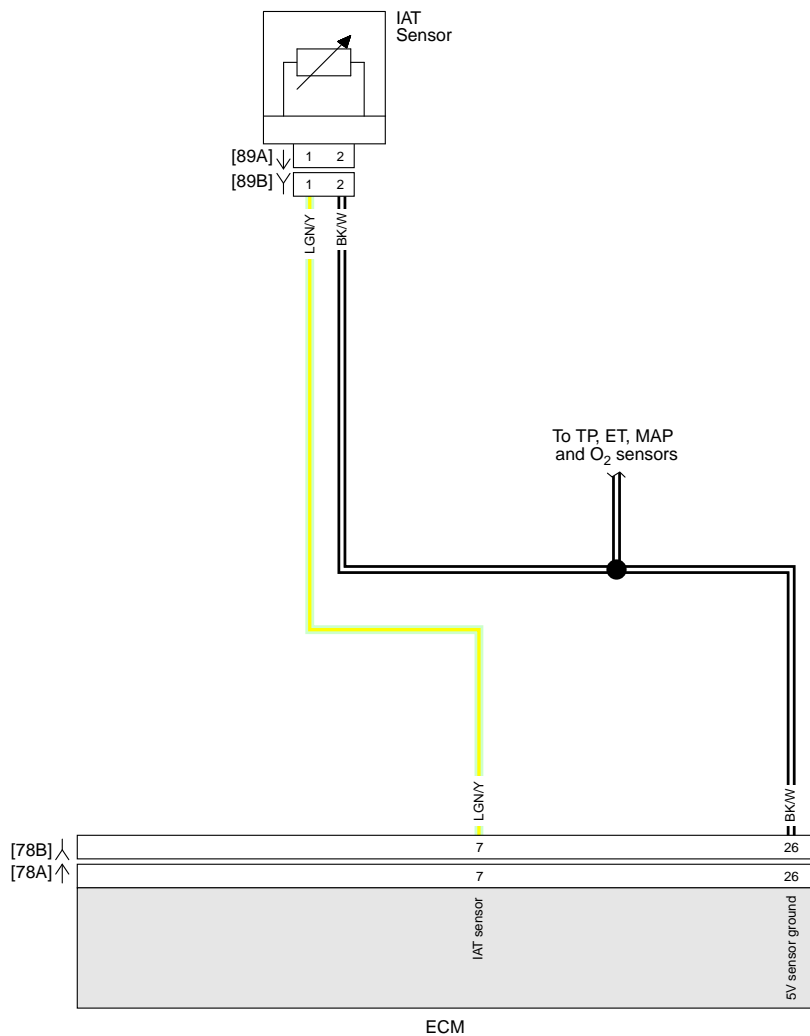 IAT
Sensor
[89A] 1 2
[89B] 1 2
LGN/Y BK/W
To TP, ET, MAP
and O2 sensors
LGN/Y BK/W
[78B] 7 26
[78A] 7 26
IAT sensor 5V sensor ground
ECM